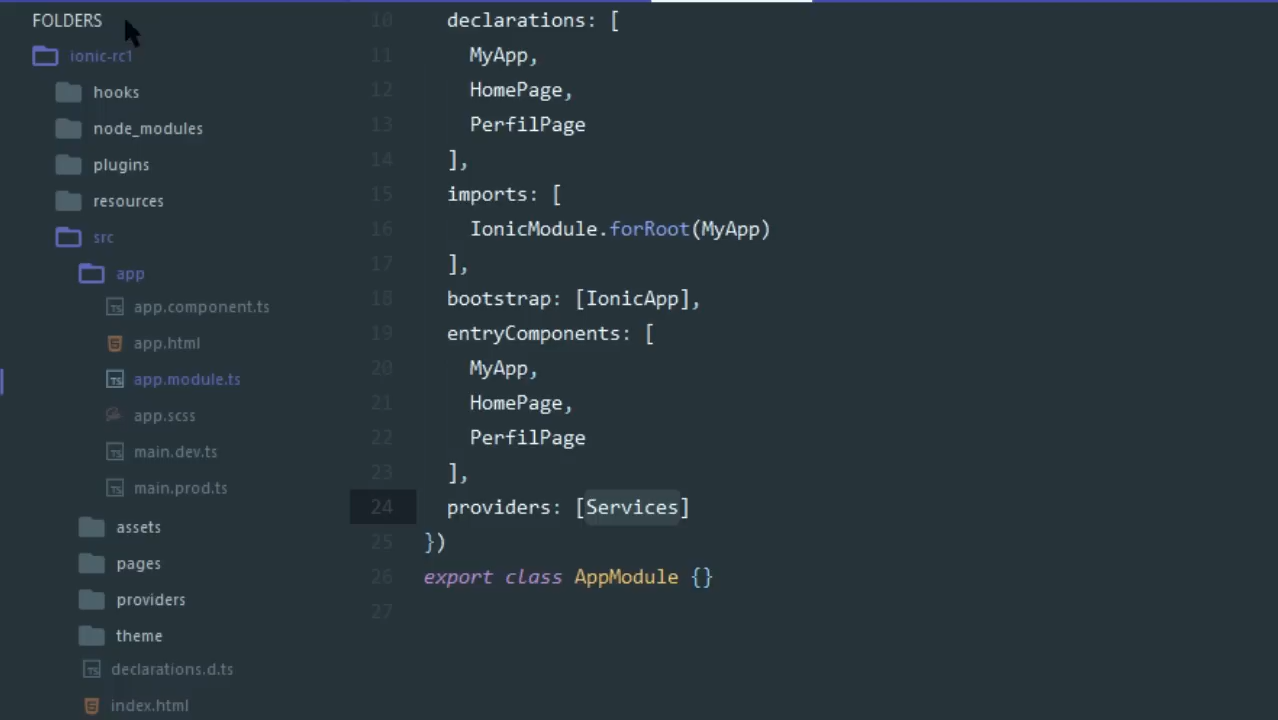 FOLDERS
ionic-rc1
hooks
node_modules
plugins
resources
src
app
app.component.ts
app.html
app.module.ts
app.scss
main.dev.ts
main.prod.ts
assets
pages
providers
theme
declarations.d.ts
index.html
10 declarations: [
11 MyApp,
12 HomePage,
13 PerfilPage
14 ],
15 imports: [
16 IonicModule.forRoot(MyApp)
17 ],
18 bootstrap: [IonicApp],
19 entryComponents: [
20 MyApp,
21 HomePage,
22 PerfilPage
23 ],
24 providers: [Services]
25 })
26 export class AppModule {}
27